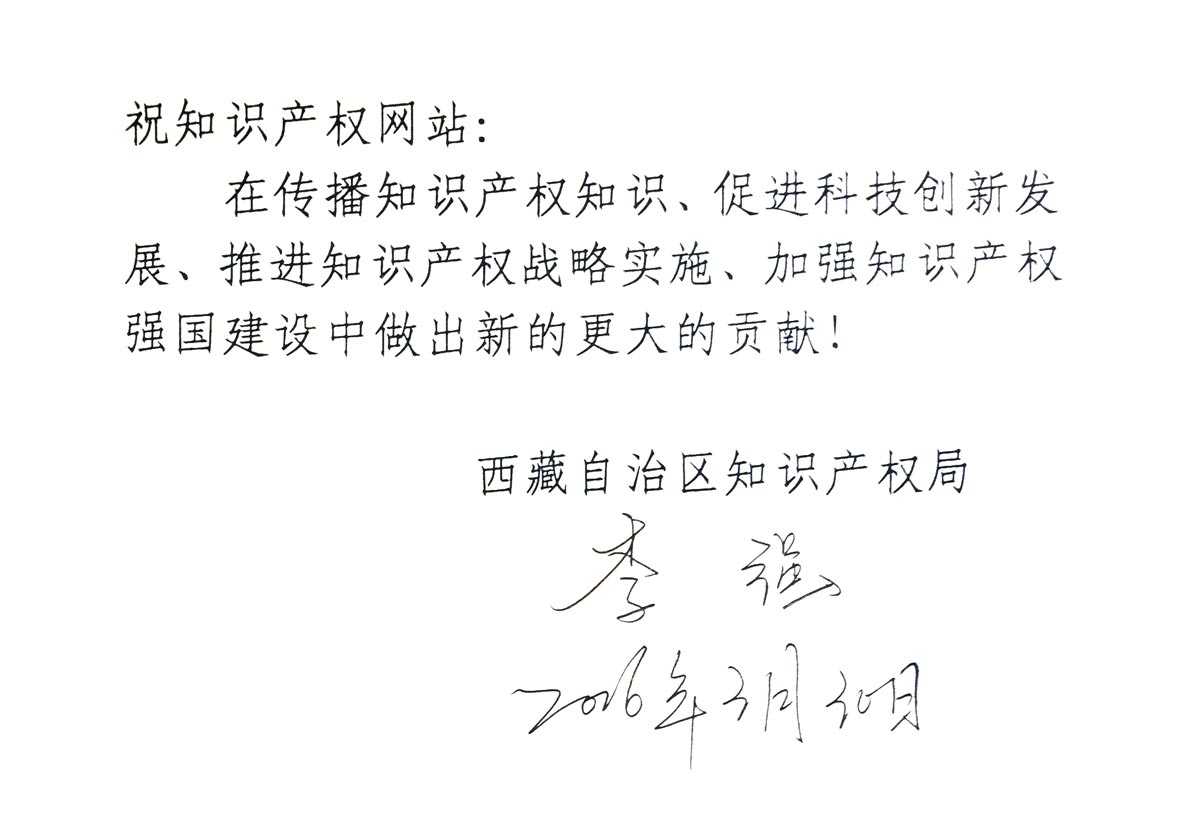 祝知识产权网站:
在传播知识产权知识、促进科技创新发
展、推进知识产权战略实施、加强知识产权
强国建设中做出新的更大的贡献!
西藏自治区知识产权局
李强
2016年3月30日